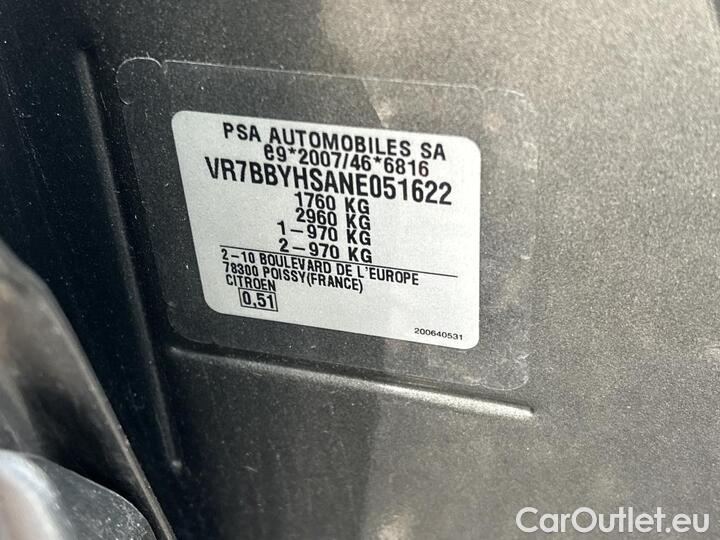 PSA AUTOMOBILES SA
e9*2007/46*6816
VR7BBYHSANE051622
1760 KG
2960 KG
1-970 KG
2-970 KG
2-10 BOULEVARD DE L'EUROPE
78300 POISSY(FRANCE)
CITROEN
0,51
200640531
CarOutlet.eu